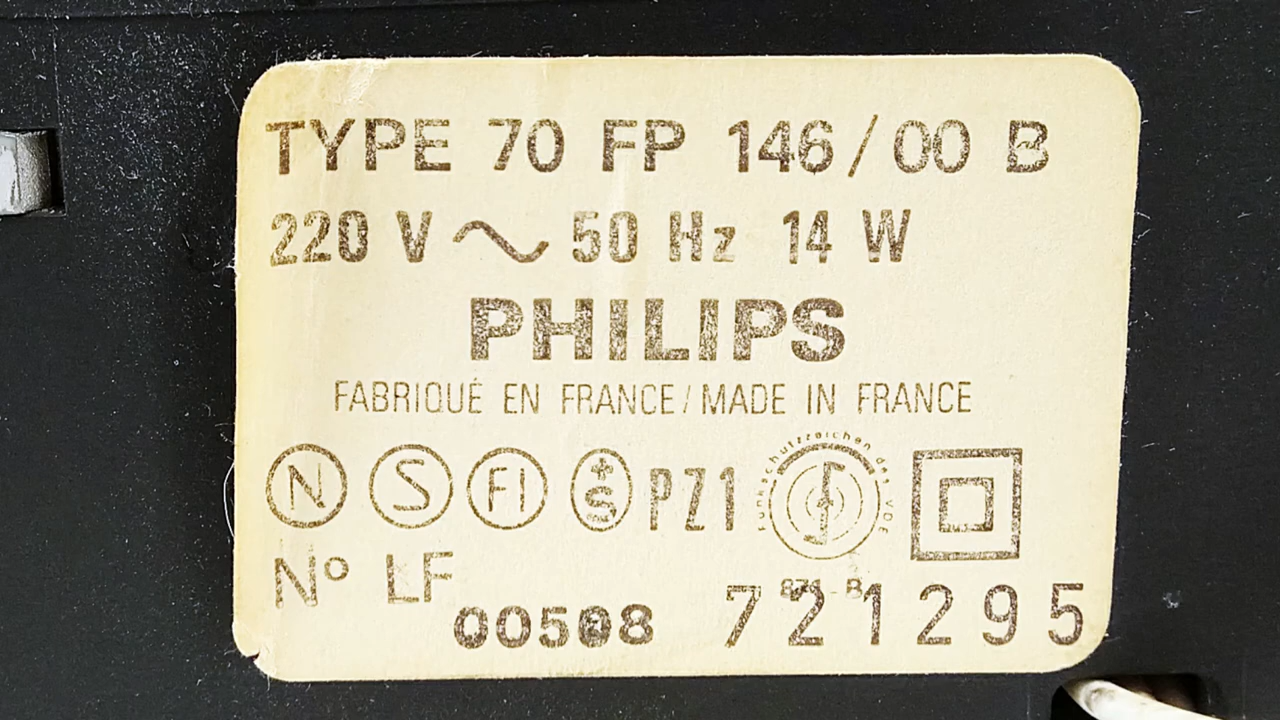 TYPE 70 FP 146/00 B
220 V ~ 50 Hz 14 W
PHILIPS
FABRIQUÉ EN FRANCE/MADE IN FRANCE
N S FI +S PZ1 Funkschutzzeichen des VDE
Nº LF
00508 721295